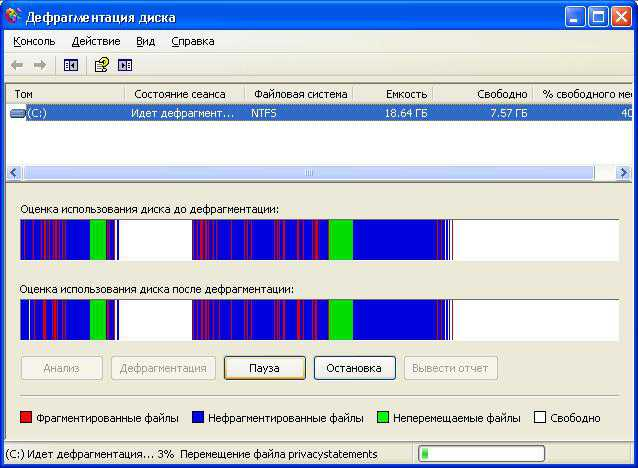 Дефрагментация диска
Консоль Действие Вид Справка
Том Состояние сеанса Файловая система Емкость Свободно % свободного мес
(C:) Идет дефрагмент... NTFS 18.64 ГБ 7.57 ГБ 40
Оценка использования диска до дефрагментации:
Оценка использования диска после дефрагментации:
Анализ Дефрагментация Пауза Остановка Вывести отчет
Фрагментированные файлы Нефрагментированные файлы Неперемещаемые файлы Свободно
(C:) Идет дефрагментация... 3% Перемещение файла privacystatements